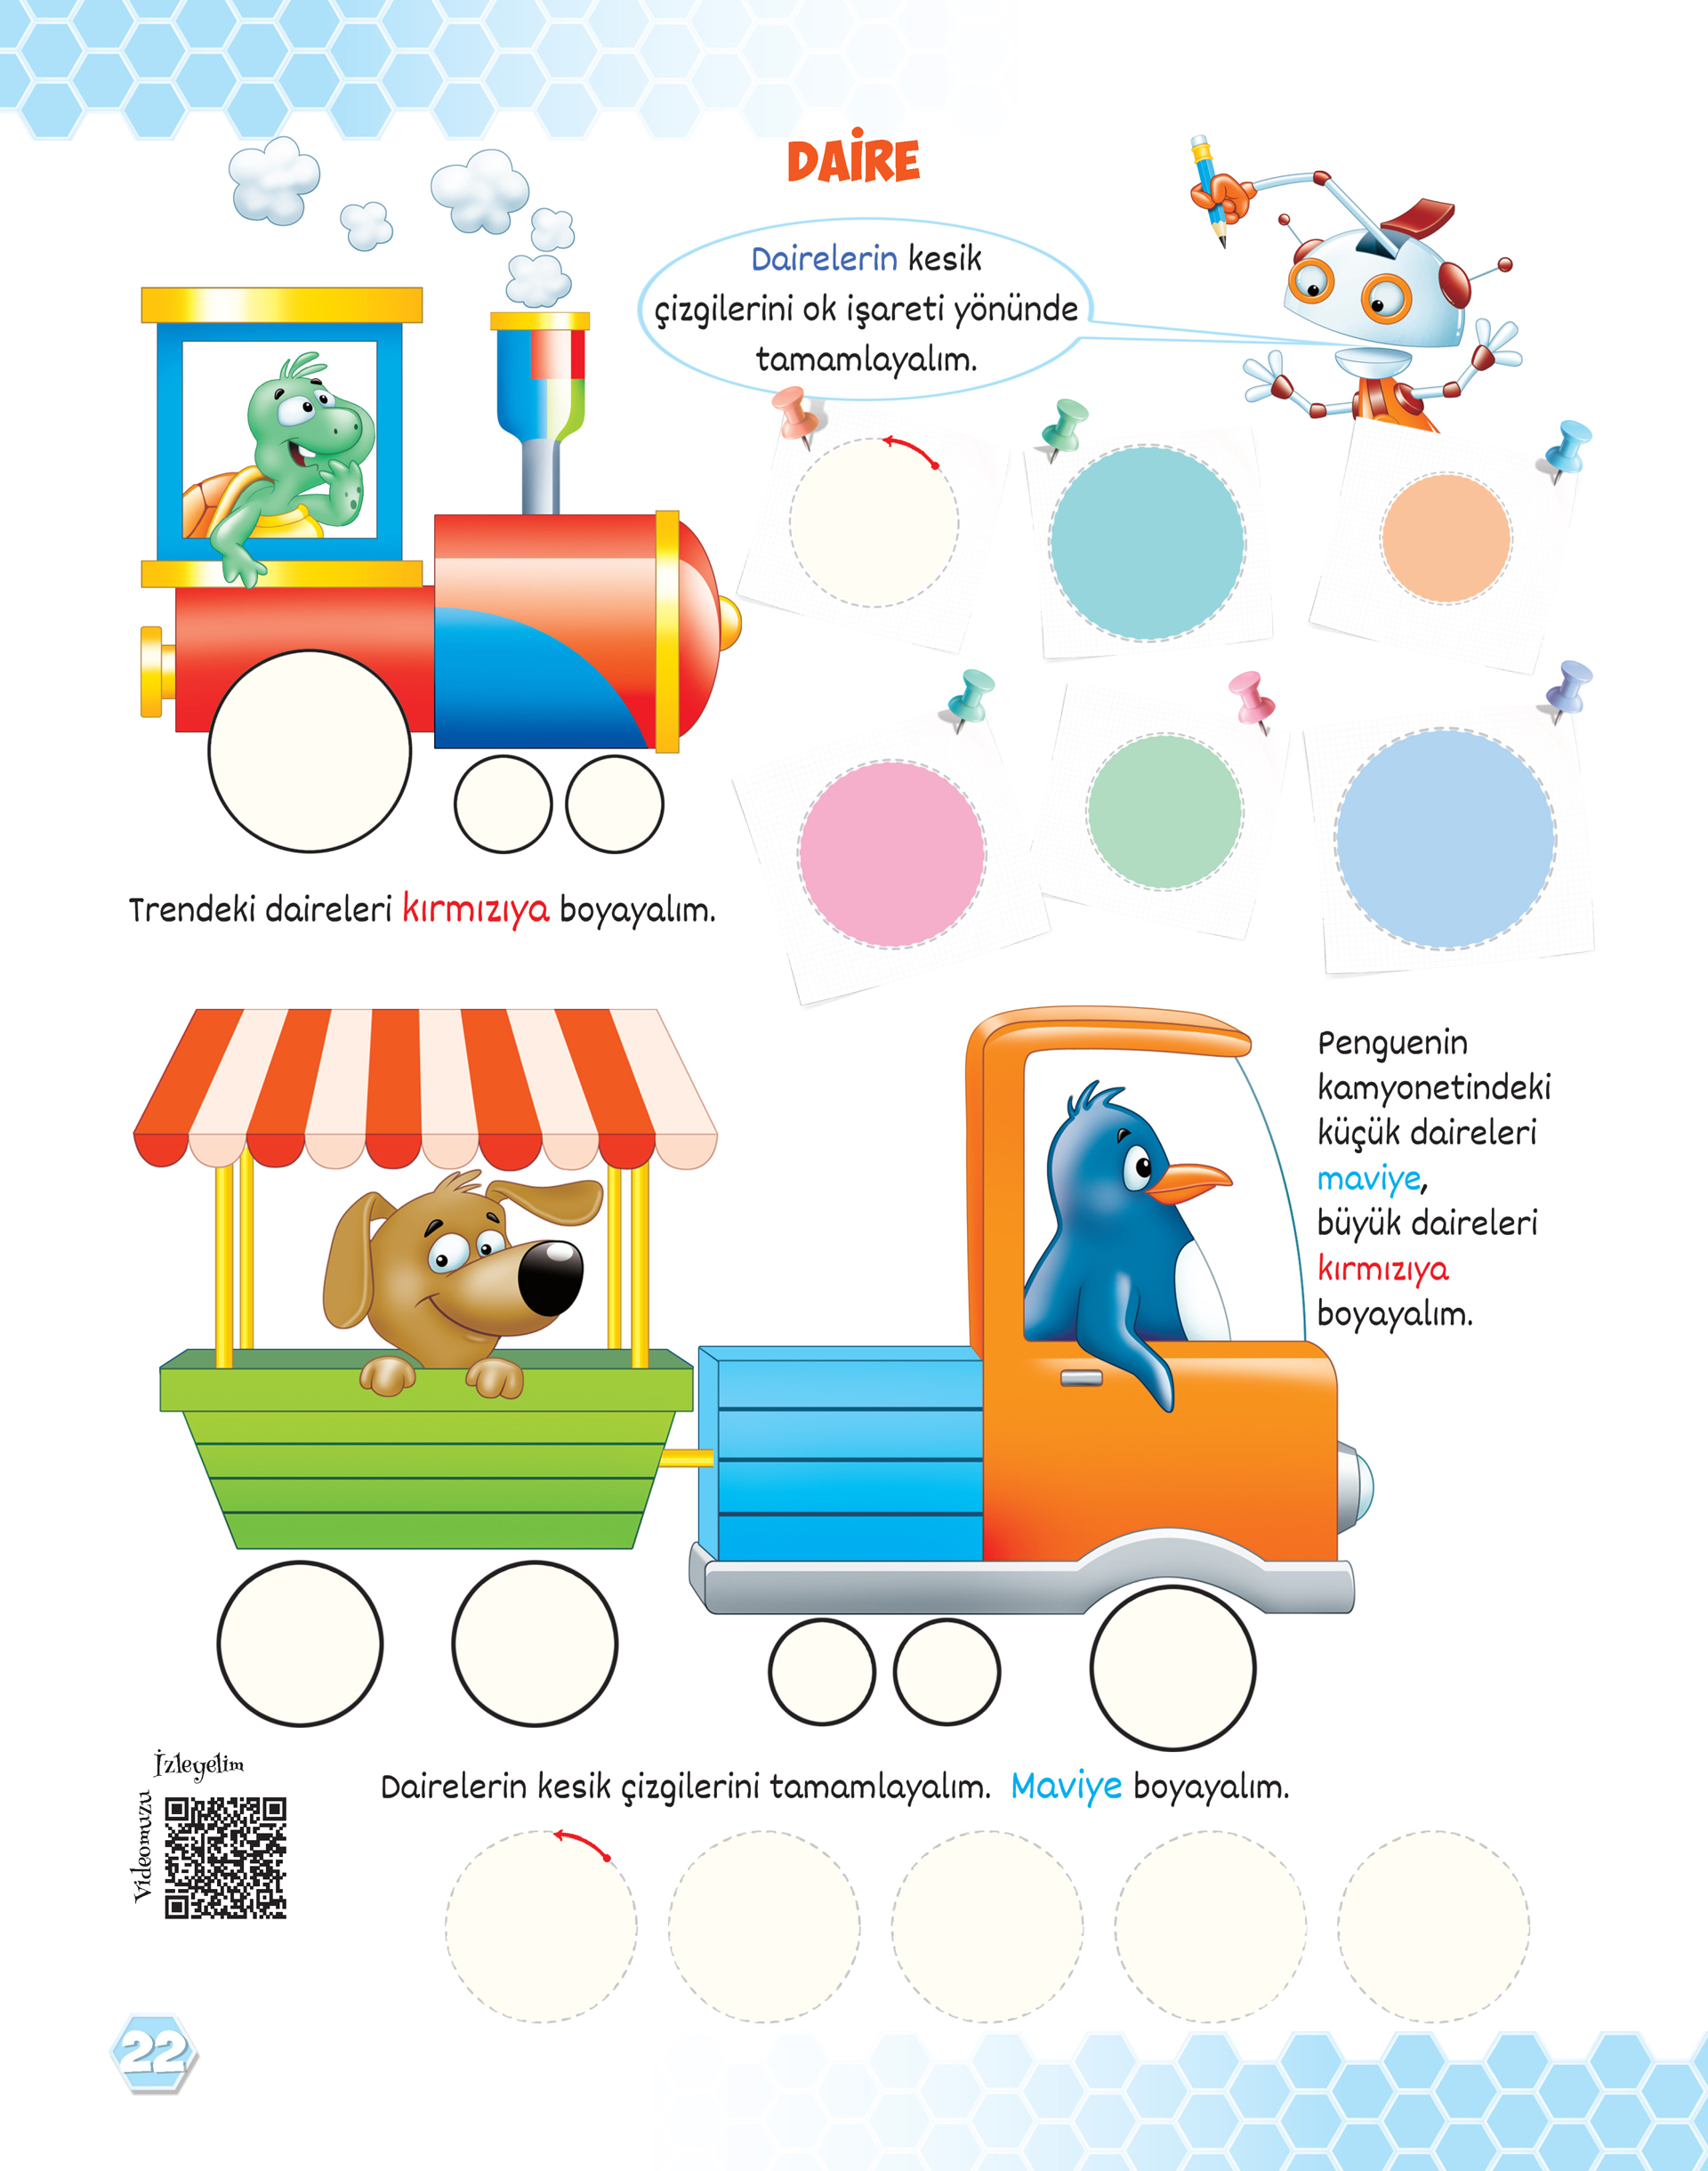 DAİRE
Dairelerin kesik
çizgilerini ok işareti yönünde
tamamlayalım.
Trendeki daireleri kırmızıya boyayalım.
Penguenin
kamyonetindeki
küçük daireleri
maviye,
büyük daireleri
kırmızıya
boyayalım.
İzleyelim
Videomuzu
Dairelerin kesik çizgilerini tamamlayalım. Maviye boyayalım.
22